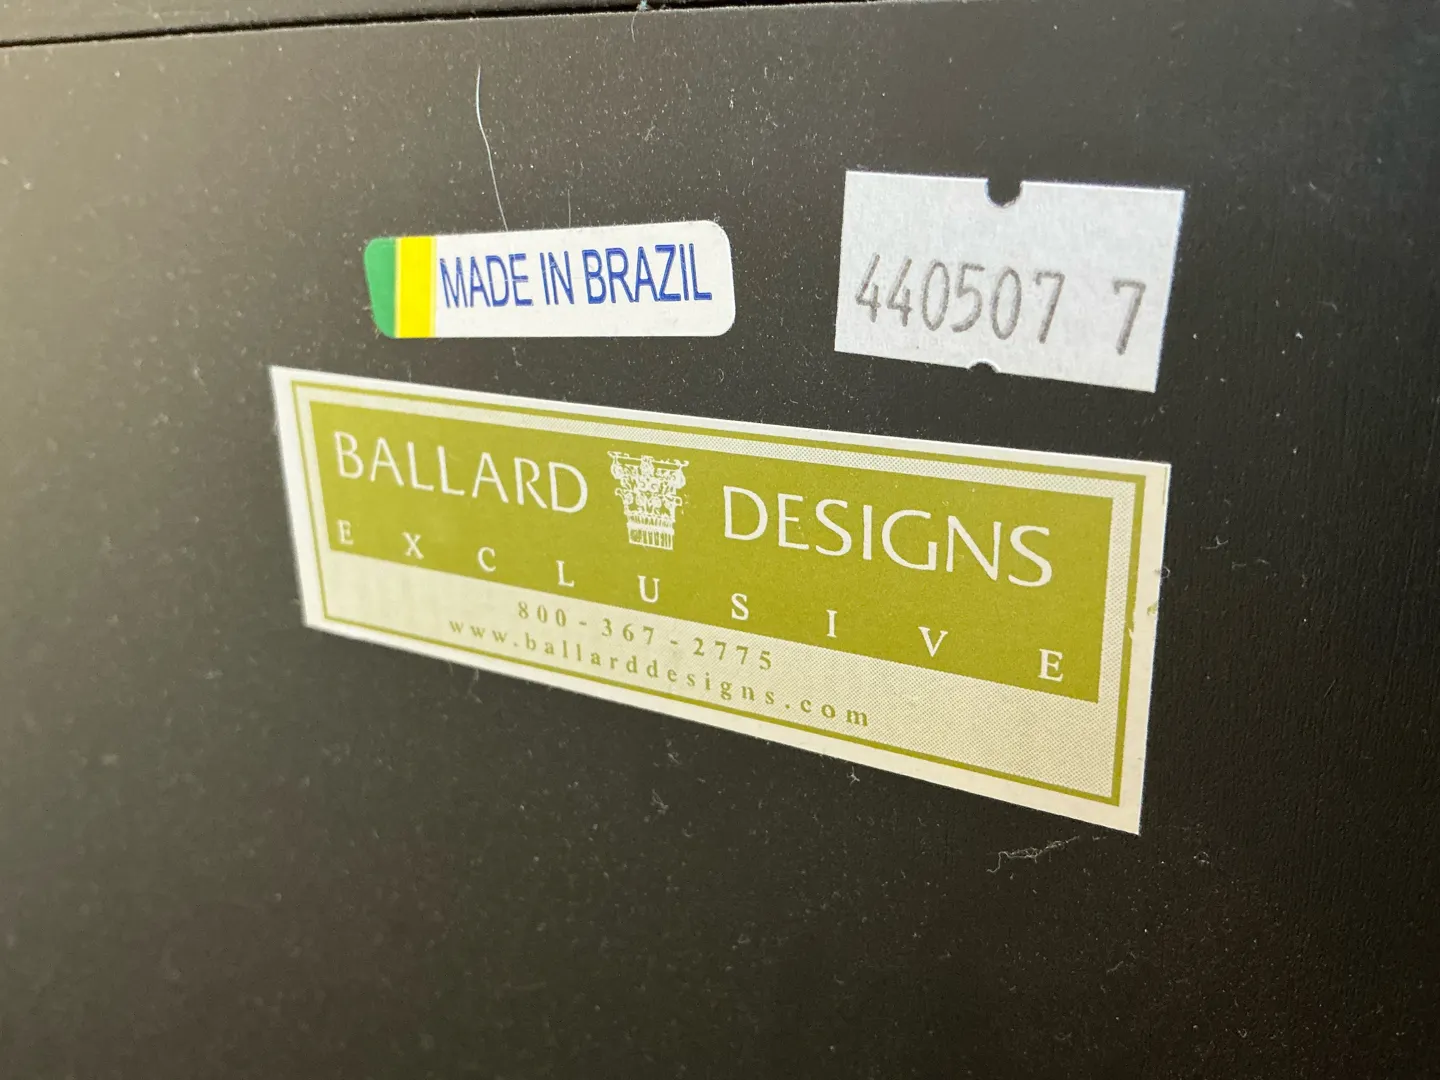 MADE IN BRAZIL
440507 7
BALLARD DESIGNS
EXCLUSIVE
800-367-2775
www.ballarddesigns.com